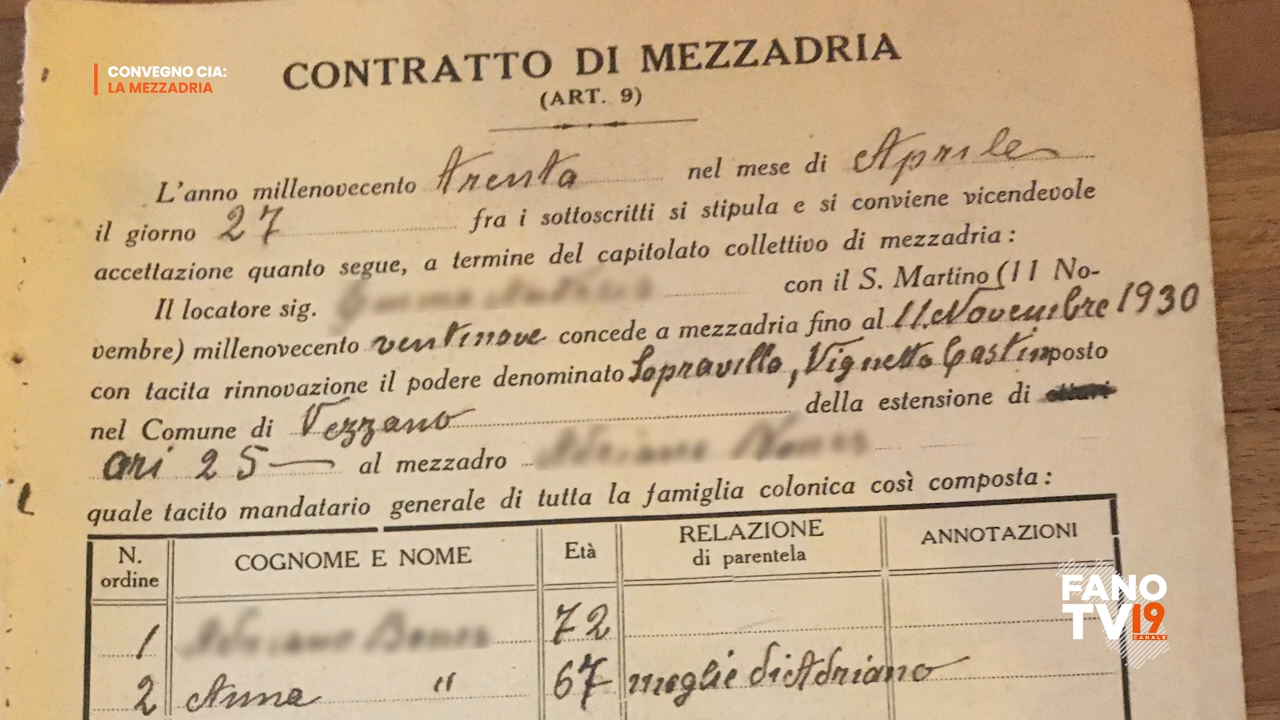 CONVEGNO CIA:
LA MEZZADRIA
CONTRATTO DI MEZZADRIA
(ART. 9)
L'anno millenovecento trenta nel mese di Aprile
il giorno 27 fra i sottoscritti si stipula e si conviene vicendevole
accettazione quanto segue, a termine del capitolato collettivo di mezzadria:
Il locatore sig. con il S. Martino (11 No-
vembre) millenovecento ventinove concede a mezzadria fino al 11. Novembre 1930
con tacita rinnovazione il podere denominato Sopravilla, Vignetto posto
nel Comune di Vezzano della estensione di
ari 25 al mezzadro
quale tacito mandatario generale di tutta la famiglia colonica così composta:
N. ordine COGNOME E NOME Età RELAZIONE di parentela ANNOTAZIONI
1 72
2 Anna " 67 moglie di Adriano
FANO
TV19
CANALE